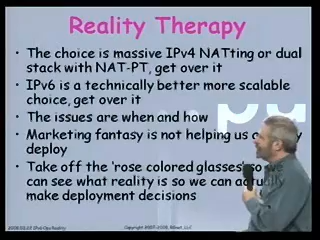 Reality Therapy
• The choice is massive IPv4 NATting or dual
stack with NAT-PT, get over it
• IPv6 is a technically better more scalable
choice, get over it
• The issues are when and how
• Marketing fantasy is not helping us
deploy
• Take off the 'rose colored glasses' so we
can see what reality is so we can actually
make deployment decisions